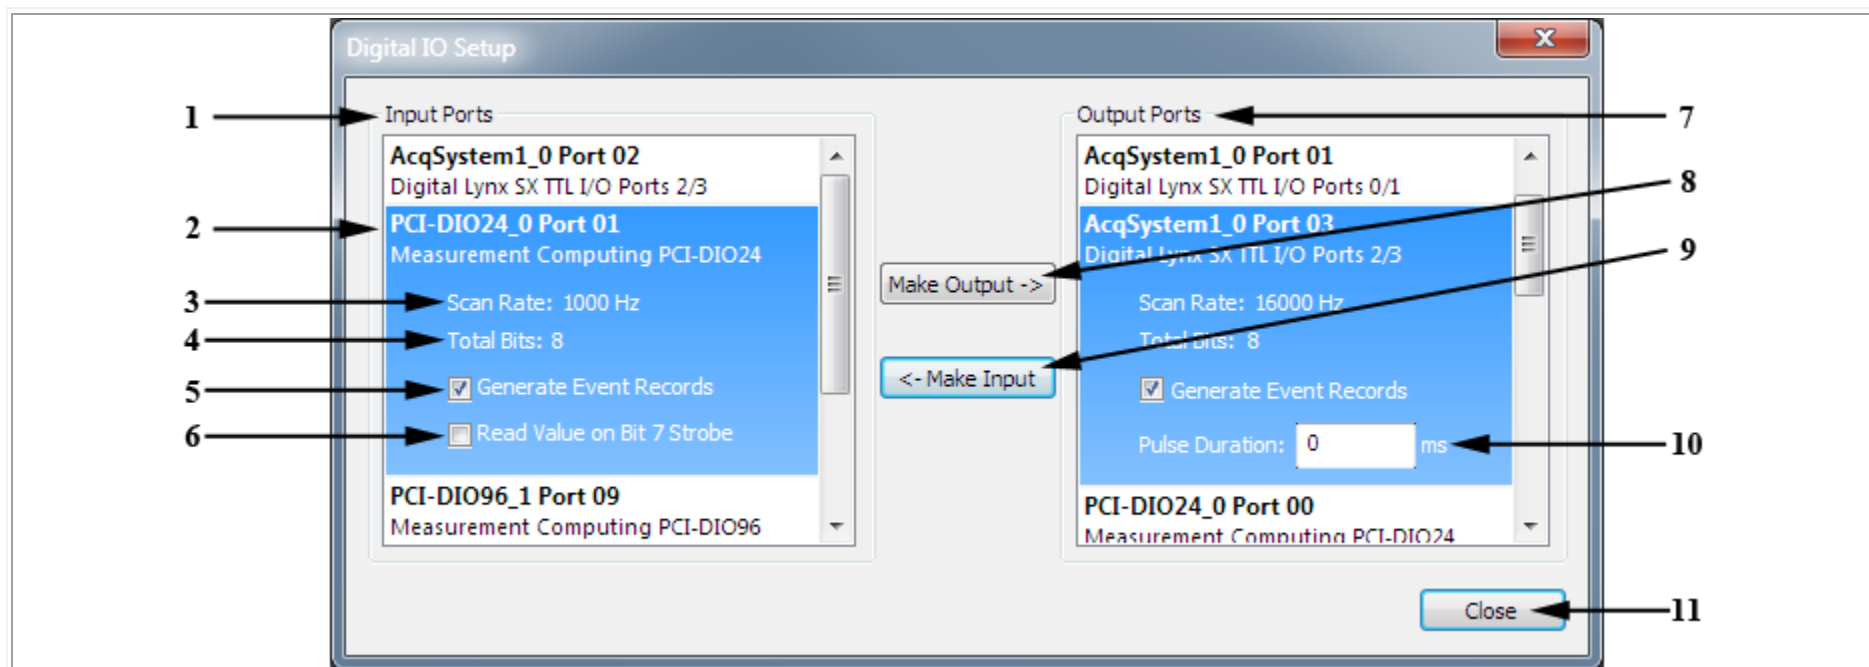 Digital IO Setup
X
1
Input Ports
AcqSystem1_0 Port 02
Digital Lynx SX TTL I/O Ports 2/3
2
PCI-DIO24_0 Port 01
Measurement Computing PCI-DIO24
3
Scan Rate: 1000 Hz
4
Total Bits: 8
5
Generate Event Records
6
Read Value on Bit 7 Strobe
PCI-DIO96_1 Port 09
Measurement Computing PCI-DIO96
Make Output ->
8
<- Make Input
9
Output Ports
7
AcqSystem1_0 Port 01
Digital Lynx SX TTL I/O Ports 0/1
AcqSystem1_0 Port 03
Digital Lynx SX TTL I/O Ports 2/3
Scan Rate: 16000 Hz
Total Bits: 8
Generate Event Records
Pulse Duration: 0 ms
10
PCI-DIO24_0 Port 00
Measurement Computing PCI-DIO24
Close
11